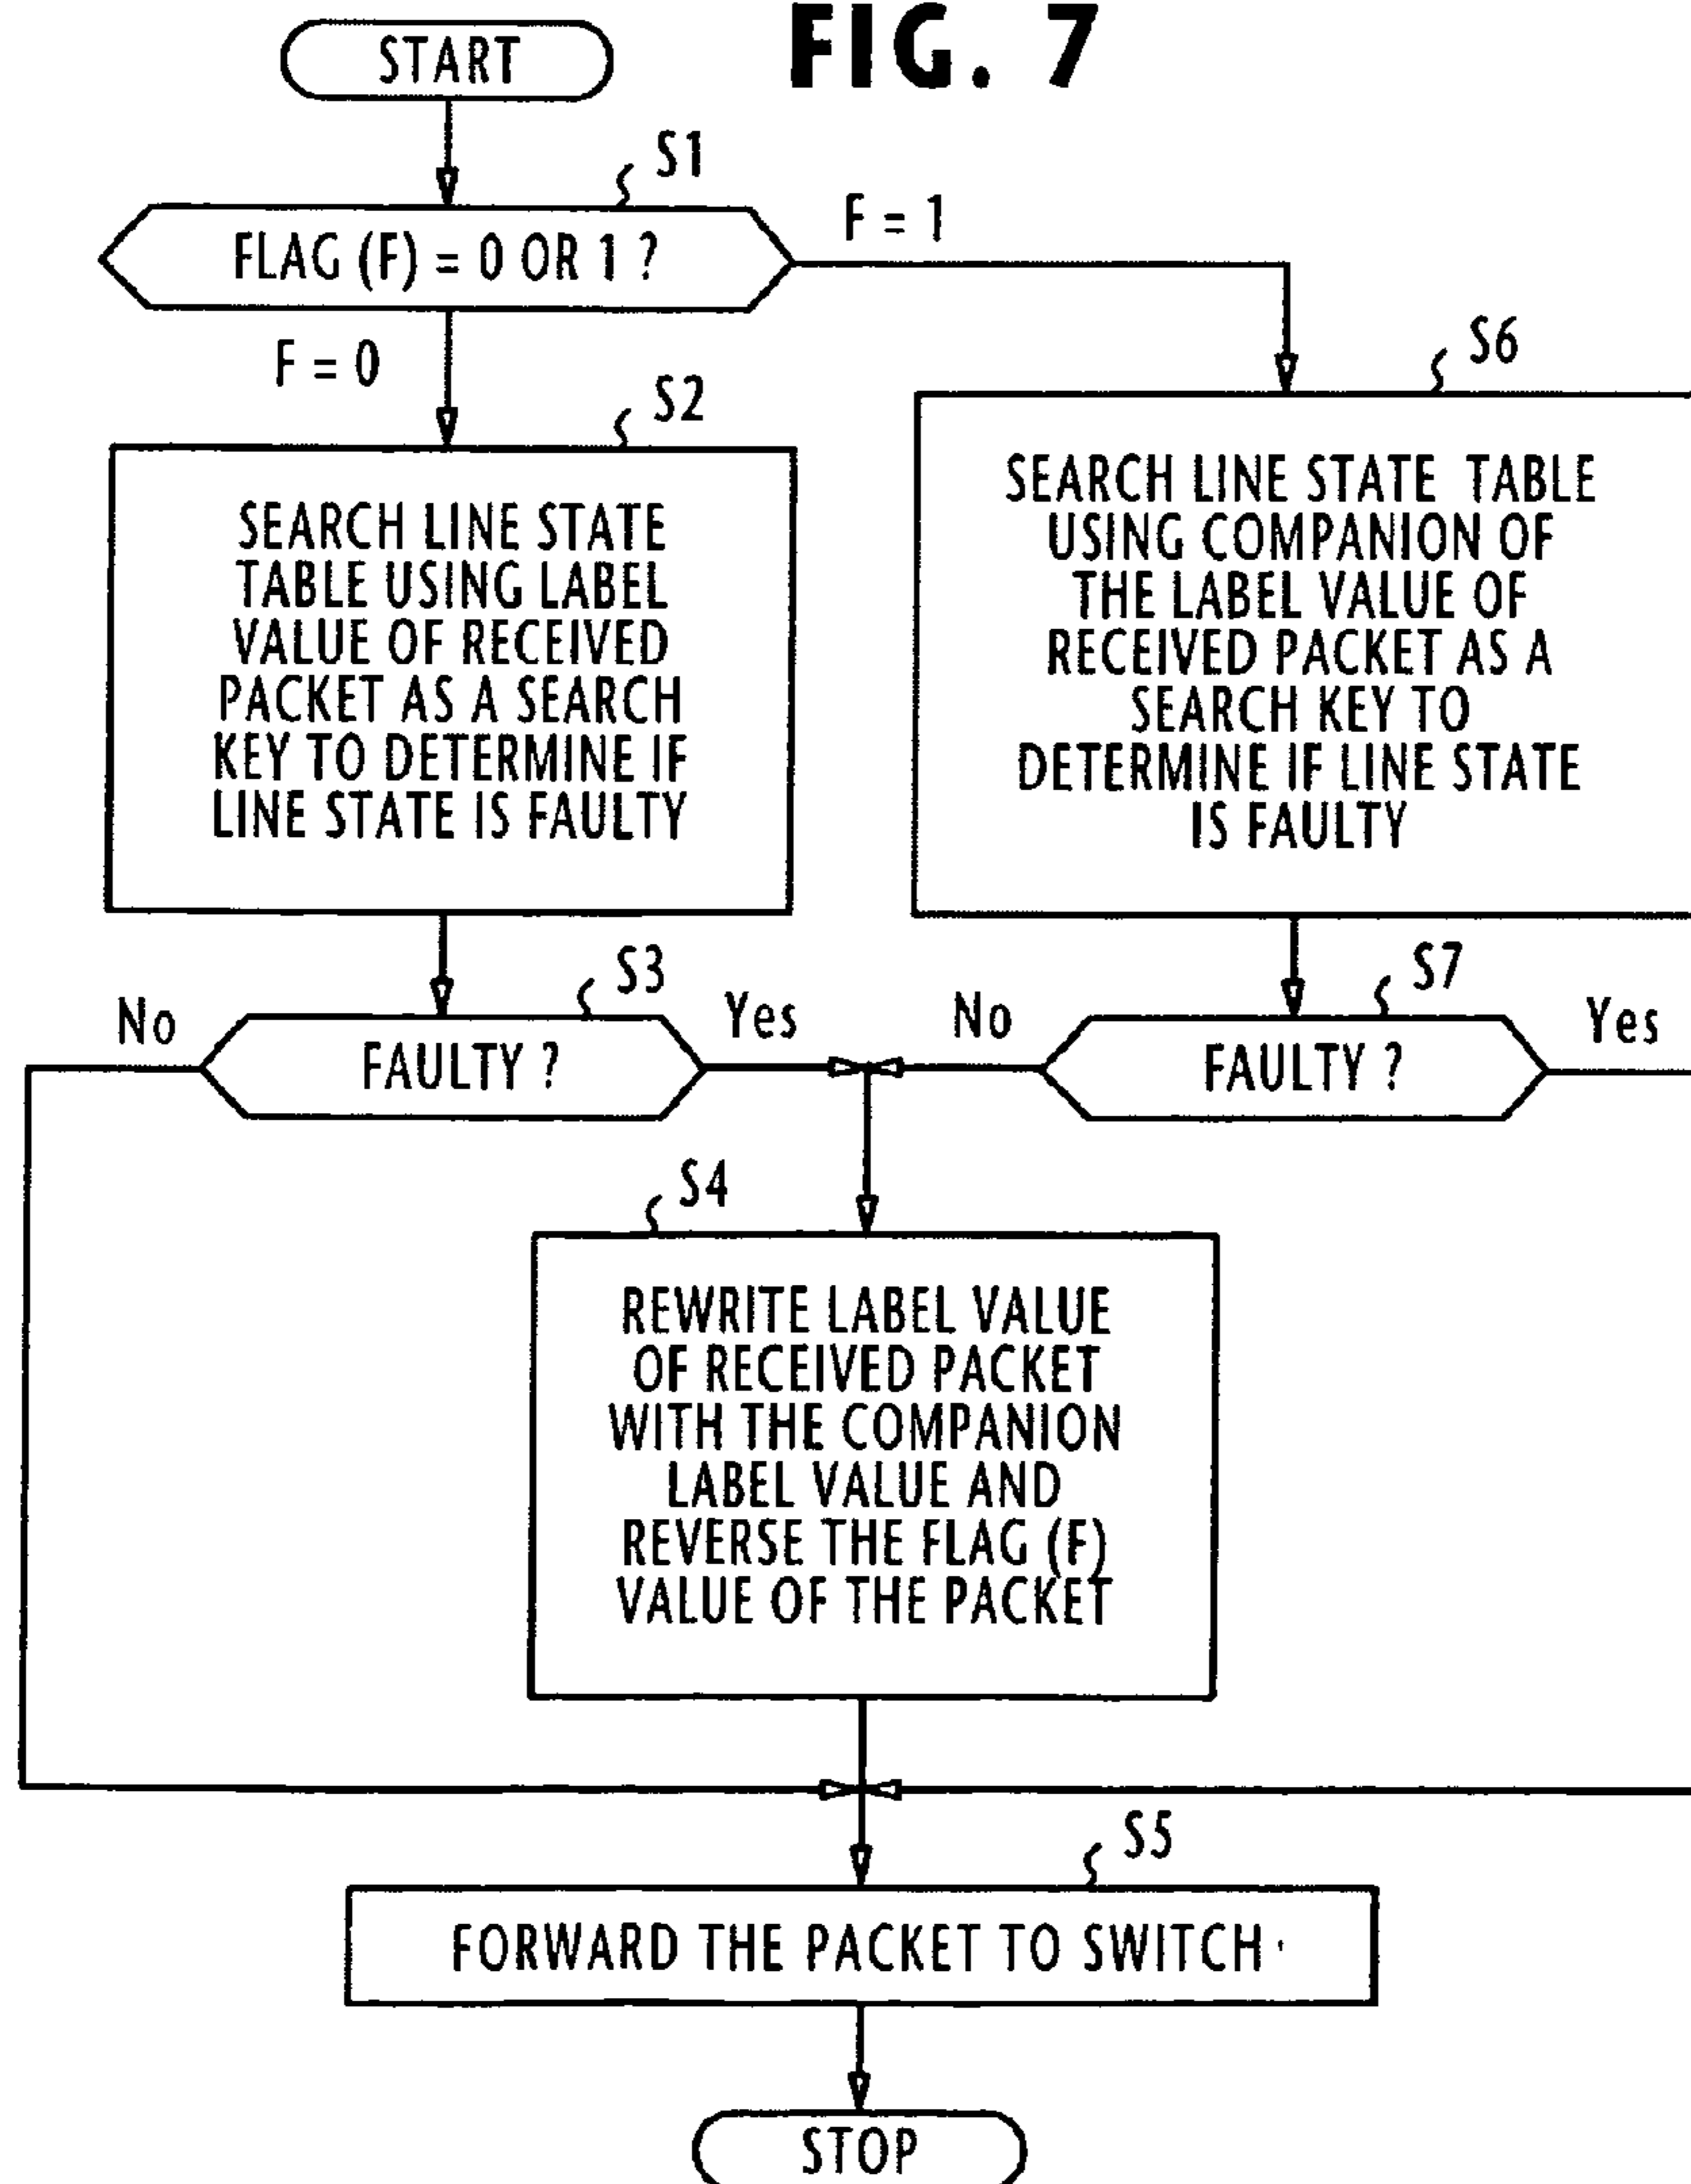 FIG. 7
START
S1
FLAG (F) = 0 OR 1 ?
F = 1
F = 0
S2
SEARCH LINE STATE
TABLE USING LABEL
VALUE OF RECEIVED
PACKET AS A SEARCH
KEY TO DETERMINE IF
LINE STATE IS FAULTY
S6
SEARCH LINE STATE TABLE
USING COMPANION OF
THE LABEL VALUE OF
RECEIVED PACKET AS A
SEARCH KEY TO
DETERMINE IF LINE STATE
IS FAULTY
S3
No
FAULTY ?
Yes
S7
No
FAULTY ?
Yes
S4
REWRITE LABEL VALUE
OF RECEIVED PACKET
WITH THE COMPANION
LABEL VALUE AND
REVERSE THE FLAG (F)
VALUE OF THE PACKET
S5
FORWARD THE PACKET TO SWITCH
STOP